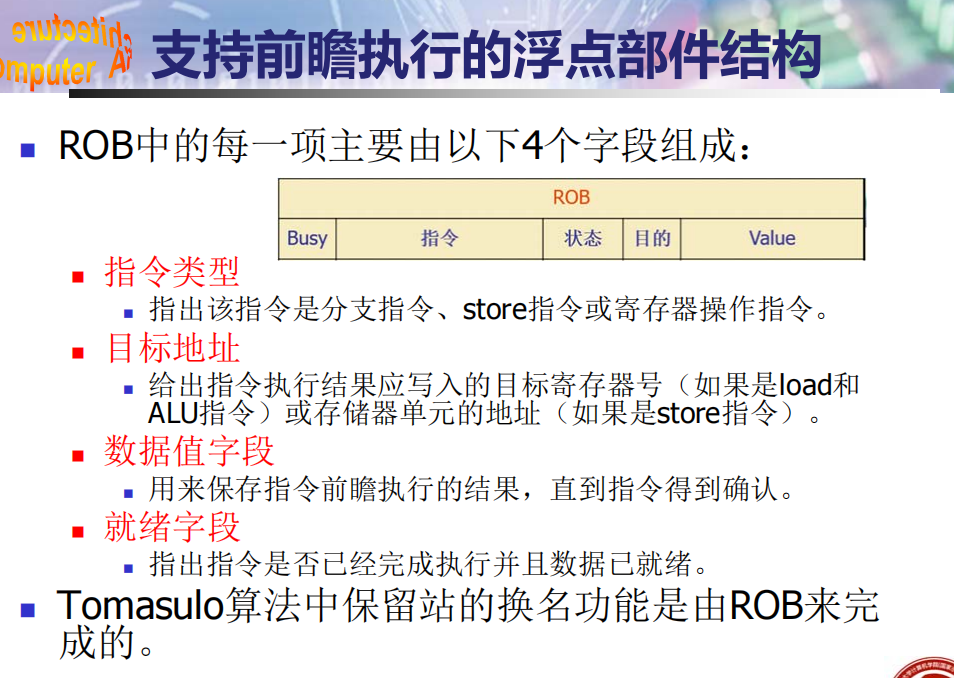 chitecture
omputer A
支持前瞻执行的浮点部件结构
ROB中的每一项主要由以下4个字段组成：
ROB
Busy 指令 状态 目的 Value
指令类型
指出该指令是分支指令、store指令或寄存器操作指令。
目标地址
给出指令执行结果应写入的目标寄存器号（如果是load和
ALU指令）或存储器单元的地址（如果是store指令）。
数据值字段
用来保存指令前瞻执行的结果，直到指令得到确认。
就绪字段
指出指令是否已经完成执行并且数据已就绪。
Tomasulo算法中保留站的换名功能是由ROB来完
成的。